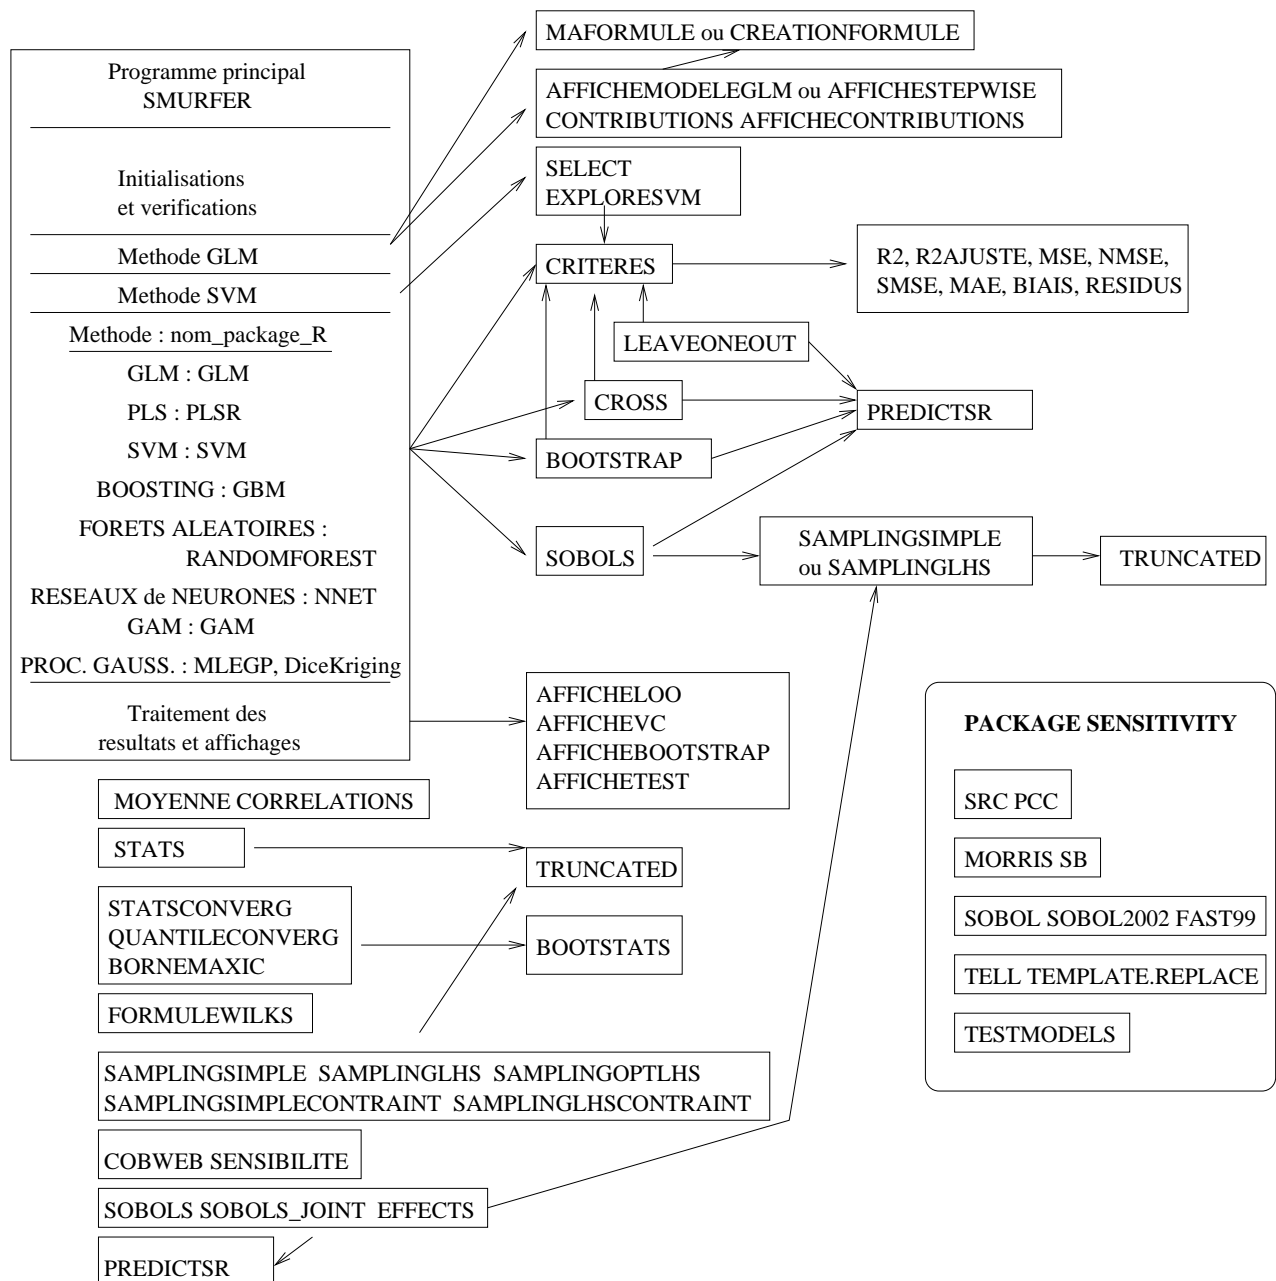 Programme principal
SMURFER
Initialisations
et verifications
Methode GLM
Methode SVM
Methode : nom_package_R
GLM : GLM
PLS : PLSR
SVM : SVM
BOOSTING : GBM
FORETS ALEATOIRES :
RANDOMFOREST
RESEAUX de NEURONES : NNET
GAM : GAM
PROC. GAUSS. : MLEGP, DiceKriging
Traitement des
resultats et affichages
MAFORMULE ou CREATIONFORMULE
AFFICHEMODELEGLM ou AFFICHESTEPWISE
CONTRIBUTIONS AFFICHECONTRIBUTIONS
SELECT
EXPLORESVM
CRITERES
R2, R2AJUSTE, MSE, NMSE,
SMSE, MAE, BIAIS, RESIDUS
LEAVEONEOUT
CROSS
PREDICTSR
BOOTSTRAP
SOBOLS
SAMPLINGSIMPLE
ou SAMPLINGLHS
TRUNCATED
AFFICHELOO
AFFICHEVC
AFFICHEBOOTSTRAP
AFFICHETEST
MOYENNE CORRELATIONS
STATS
TRUNCATED
STATSCONVERG
QUANTILECONVERG
BORNEMAXIC
BOOTSTATS
FORMULEWILKS
SAMPLINGSIMPLE SAMPLINGLHS SAMPLINGOPTLHS
SAMPLINGSIMPLECONTRAINT SAMPLINGLHSCONTRAINT
COBWEB SENSIBILITE
SOBOLS SOBOLS_JOINT EFFECTS
PREDICTSR
PACKAGE SENSITIVITY
SRC PCC
MORRIS SB
SOBOL SOBOL2002 FAST99
TELL TEMPLATE.REPLACE
TESTMODELS